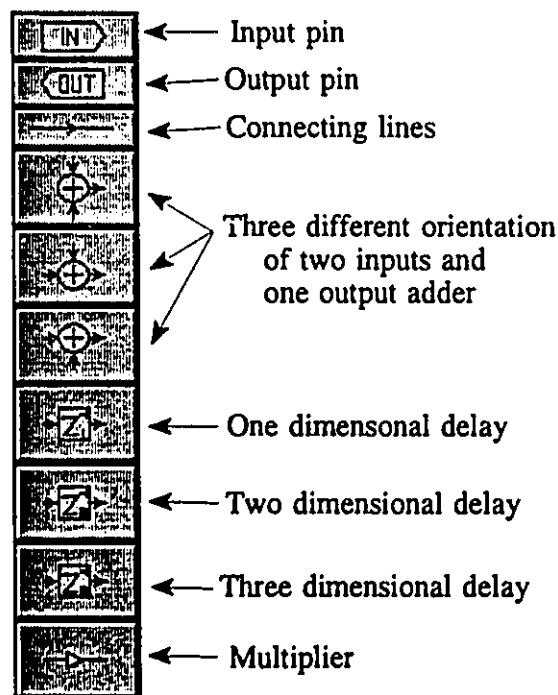 IN
Input pin
OUT
Output pin
Connecting lines
Three different orientation
of two inputs and
one output adder
Z
One dimensonal delay
Z
Two dimensional delay
Z
Three dimensional delay
Multiplier